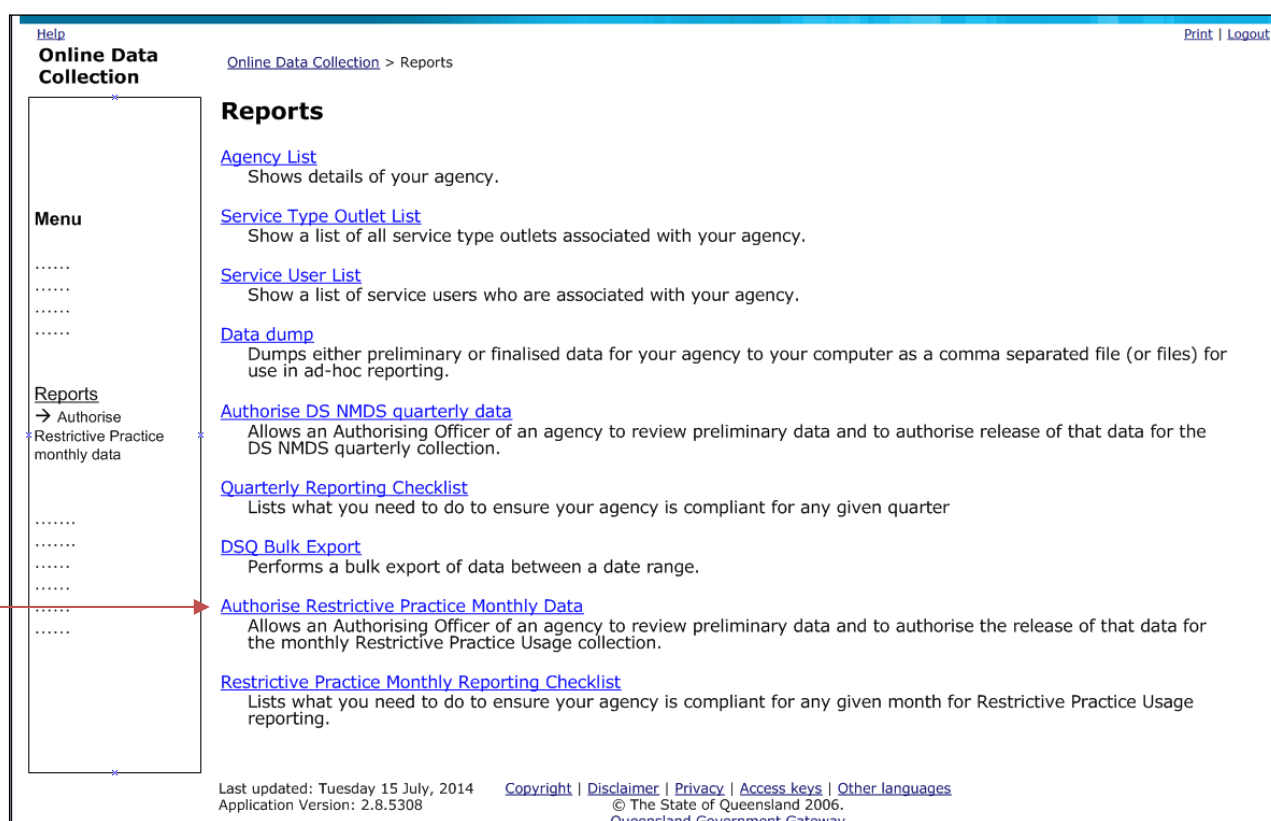 Help
Print | Logout
Online Data
Collection
Online Data Collection > Reports
Reports
Menu
......
......
......
......
Reports
→ Authorise
Restrictive Practice
monthly data
.......
.......
......
......
......
......
Agency List
Shows details of your agency.
Service Type Outlet List
Show a list of all service type outlets associated with your agency.
Service User List
Show a list of service users who are associated with your agency.
Data dump
Dumps either preliminary or finalised data for your agency to your computer as a comma separated file (or files) for
use in ad-hoc reporting.
Authorise DS NMDS quarterly data
Allows an Authorising Officer of an agency to review preliminary data and to authorise release of that data for the
DS NMDS quarterly collection.
Quarterly Reporting Checklist
Lists what you need to do to ensure your agency is compliant for any given quarter
DSQ Bulk Export
Performs a bulk export of data between a date range.
Authorise Restrictive Practice Monthly Data
Allows an Authorising Officer of an agency to review preliminary data and to authorise the release of that data for
the monthly Restrictive Practice Usage collection.
Restrictive Practice Monthly Reporting Checklist
Lists what you need to do to ensure your agency is compliant for any given month for Restrictive Practice Usage
reporting.
Last updated: Tuesday 15 July, 2014
Application Version: 2.8.5308
Copyright | Disclaimer | Privacy | Access keys | Other languages
© The State of Queensland 2006.
Queensland Government Gateway